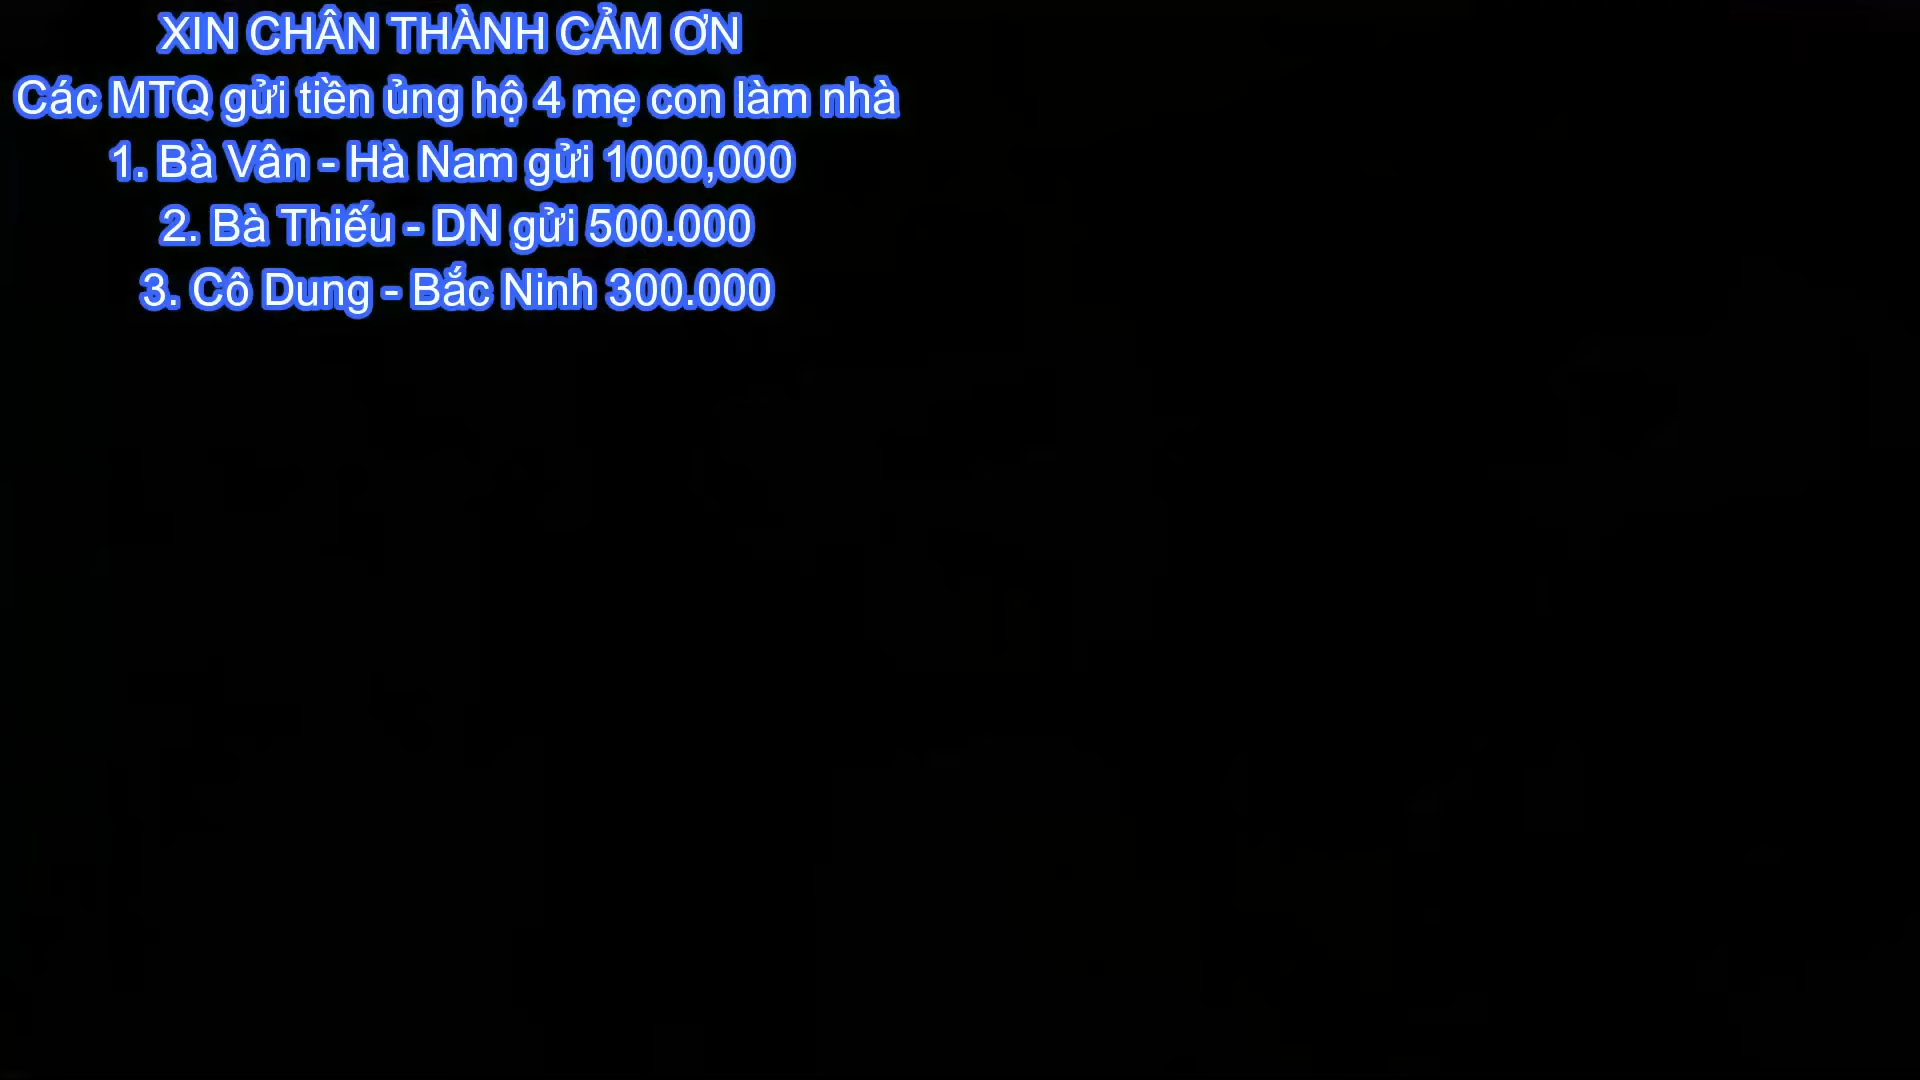 XIN CHÂN THÀNH CẢM ƠN
Các MTQ gửi tiền ủng hộ 4 mẹ con làm nhà
1. Bà Vân - Hà Nam gửi 1000,000
2. Bà Thiếu - DN gửi 500.000
3. Cô Dung - Bắc Ninh 300.000